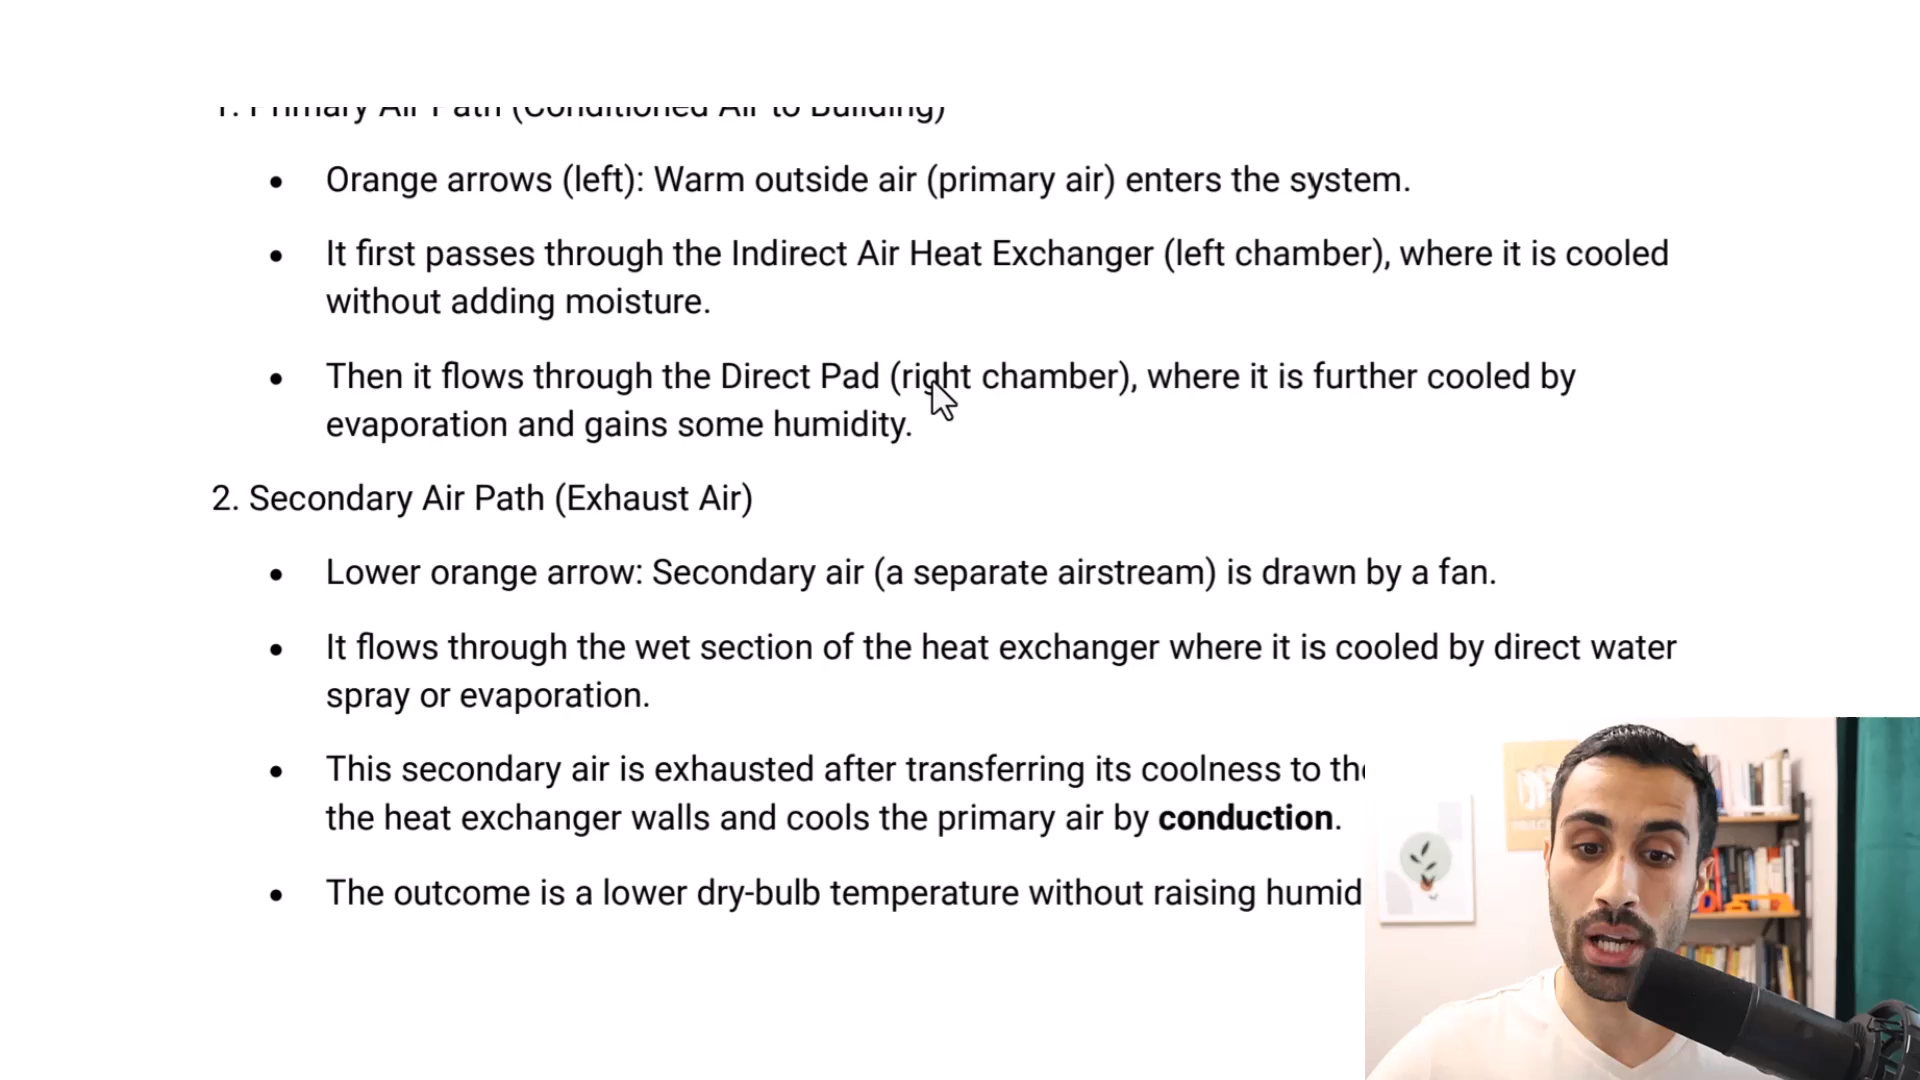 1. Primary Air Path (Conditioned Air to Building)
• Orange arrows (left): Warm outside air (primary air) enters the system.
• It first passes through the Indirect Air Heat Exchanger (left chamber), where it is cooled
without adding moisture.
• Then it flows through the Direct Pad (right chamber), where it is further cooled by
evaporation and gains some humidity.
2. Secondary Air Path (Exhaust Air)
• Lower orange arrow: Secondary air (a separate airstream) is drawn by a fan.
• It flows through the wet section of the heat exchanger where it is cooled by direct water
spray or evaporation.
• This secondary air is exhausted after transferring its coolness to the
the heat exchanger walls and cools the primary air by conduction.
• The outcome is a lower dry-bulb temperature without raising humid